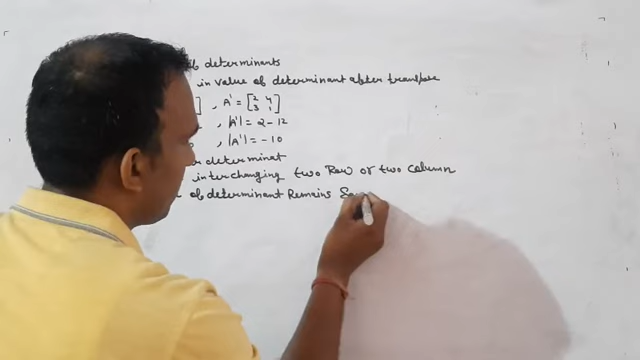 of determinants
in value of determinant after transpose
] , A' = [2 4
3 1]
, |A'| = 2 - 12
, |A'| = -10
determinat
interchanging two Row or two column
of determinant Remains Sa